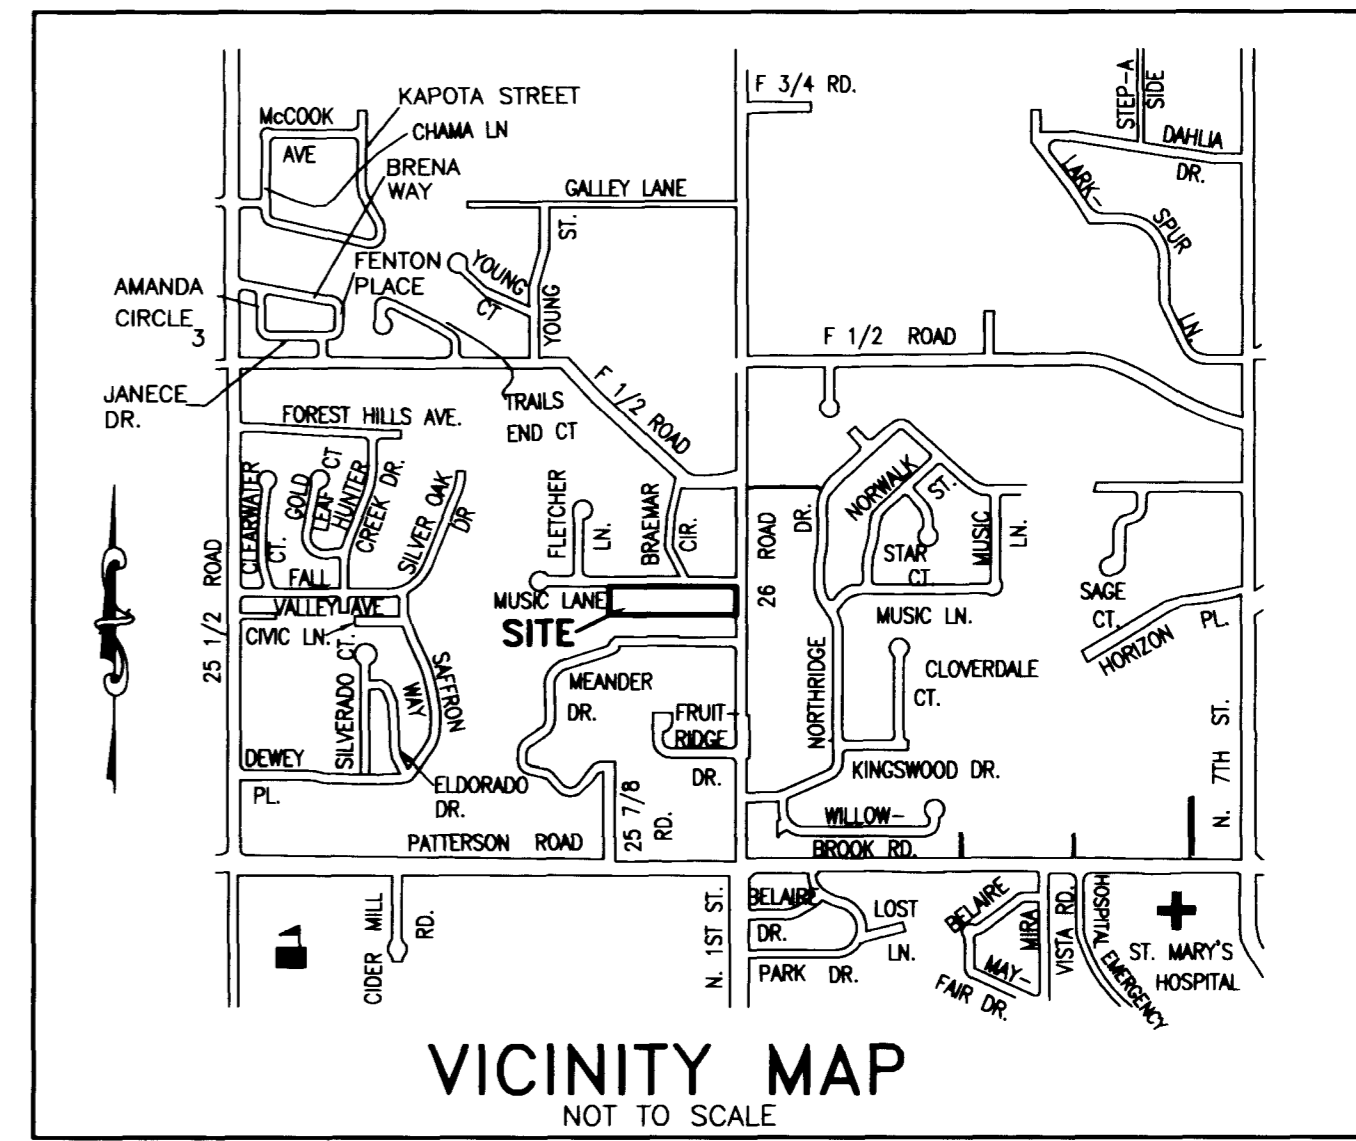 F 3/4 RD.
KAPOTA STREET
McCOOK
AVE
CHAMA LN
BRENA
WAY
STEP-A
SIDE
DAHLIA
DR.
LARK-
SPUR
LN.
GALLEY LANE
YOUNG
ST.
YOUNG
CT
FENTON
PLACE
AMANDA
CIRCLE
3
JANECE
DR.
F 1/2 ROAD
F 1/2 ROAD
TRAILS
END CT
FOREST HILLS AVE.
CLEARWATER
CT.
GOLD
LEAF
CT
HUNTER
CREEK DR.
SILVER OAK
DR
FLETCHER
LN.
BRAEMAR
CIR.
26 ROAD
NORTHRIDGE
DR.
NORWALK
ST.
STAR
CT.
MUSIC
LN.
MUSIC LN.
SAGE
CT.
HORIZON PL.
25 1/2 ROAD
FALL
VALLEY AVE
CIVIC LN.
MUSIC LANE
SITE
SILVERADO CT.
SAFFRON
WAY
MEANDER
DR.
FRUIT-
RIDGE
DR.
CLOVERDALE
CT.
KINGSWOOD DR.
N. 7TH ST.
DEWEY
PL.
ELDORADO
DR.
25 7/8
RD.
WILLOW-
BROOK RD.
PATTERSON ROAD
CIDER MILL
RD.
N. 1ST ST.
BELAIRE
DR.
PARK DR.
LOST
LN.
BELAIRE
MIRA
VISTA RD.
MAY-
FAIR DR.
HOSPITAL EMERGENCY
ST. MARY'S
HOSPITAL
VICINITY MAP
NOT TO SCALE